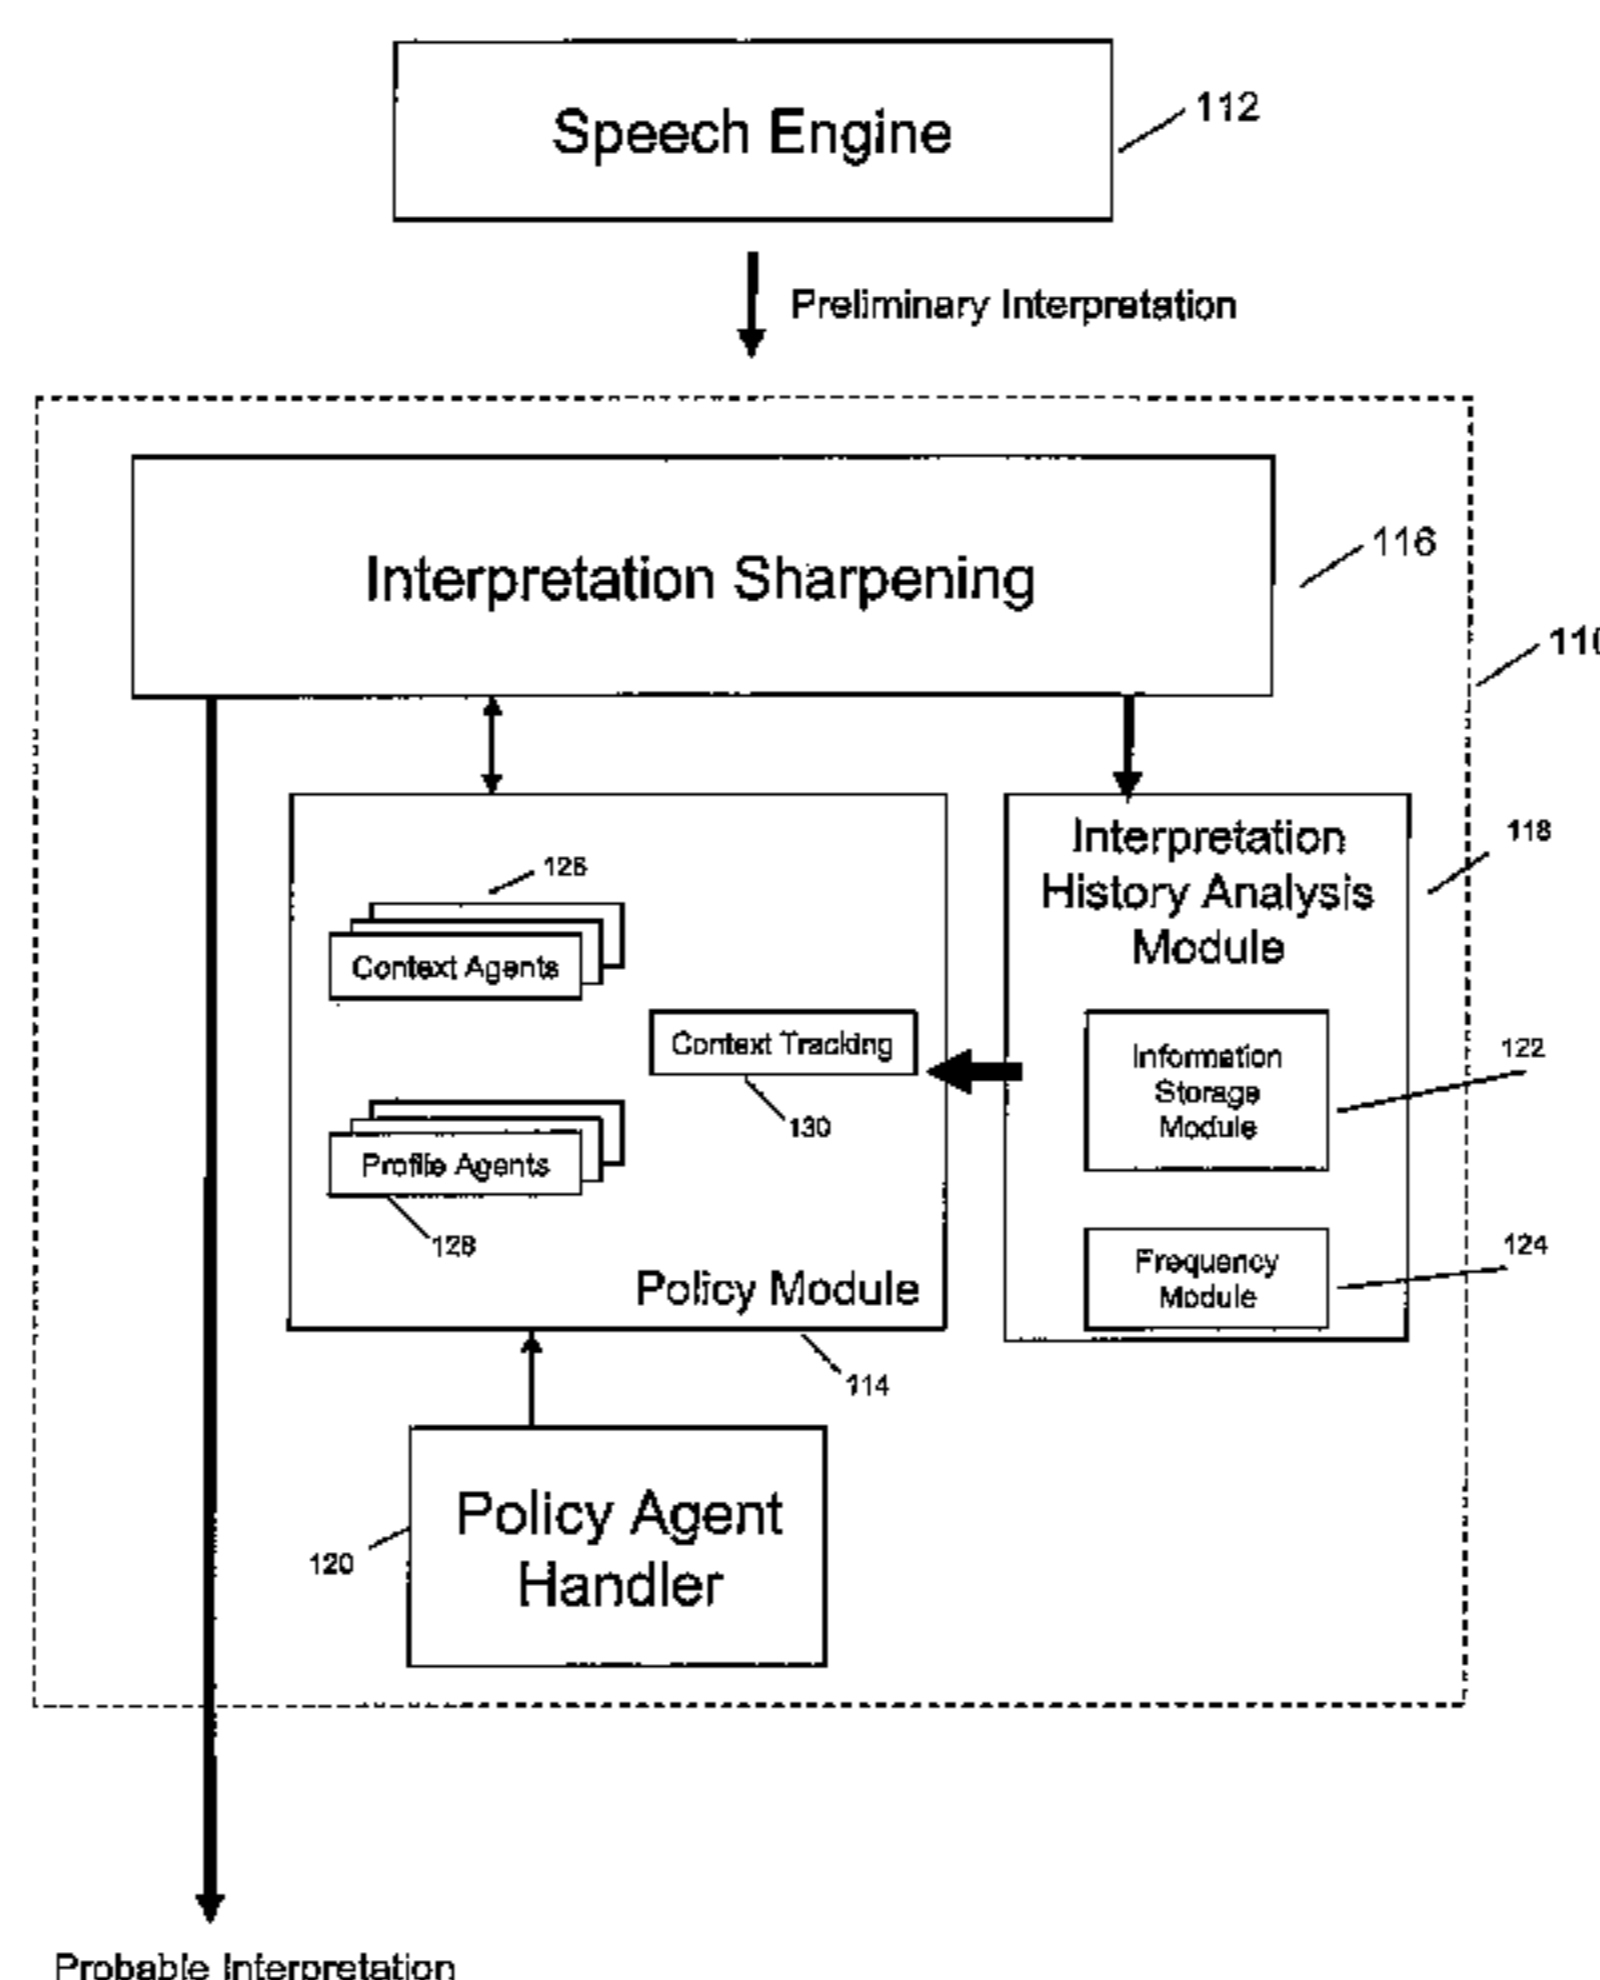 Speech Engine
112
Preliminary Interpretation
Interpretation Sharpening
116
110
Interpretation
History Analysis
Module
118
126
Context Agents
Context Tracking
130
Information
Storage
Module
122
Profile Agents
128
Policy Module
114
Frequency
Module
124
Policy Agent
Handler
120
Probable Interpretation